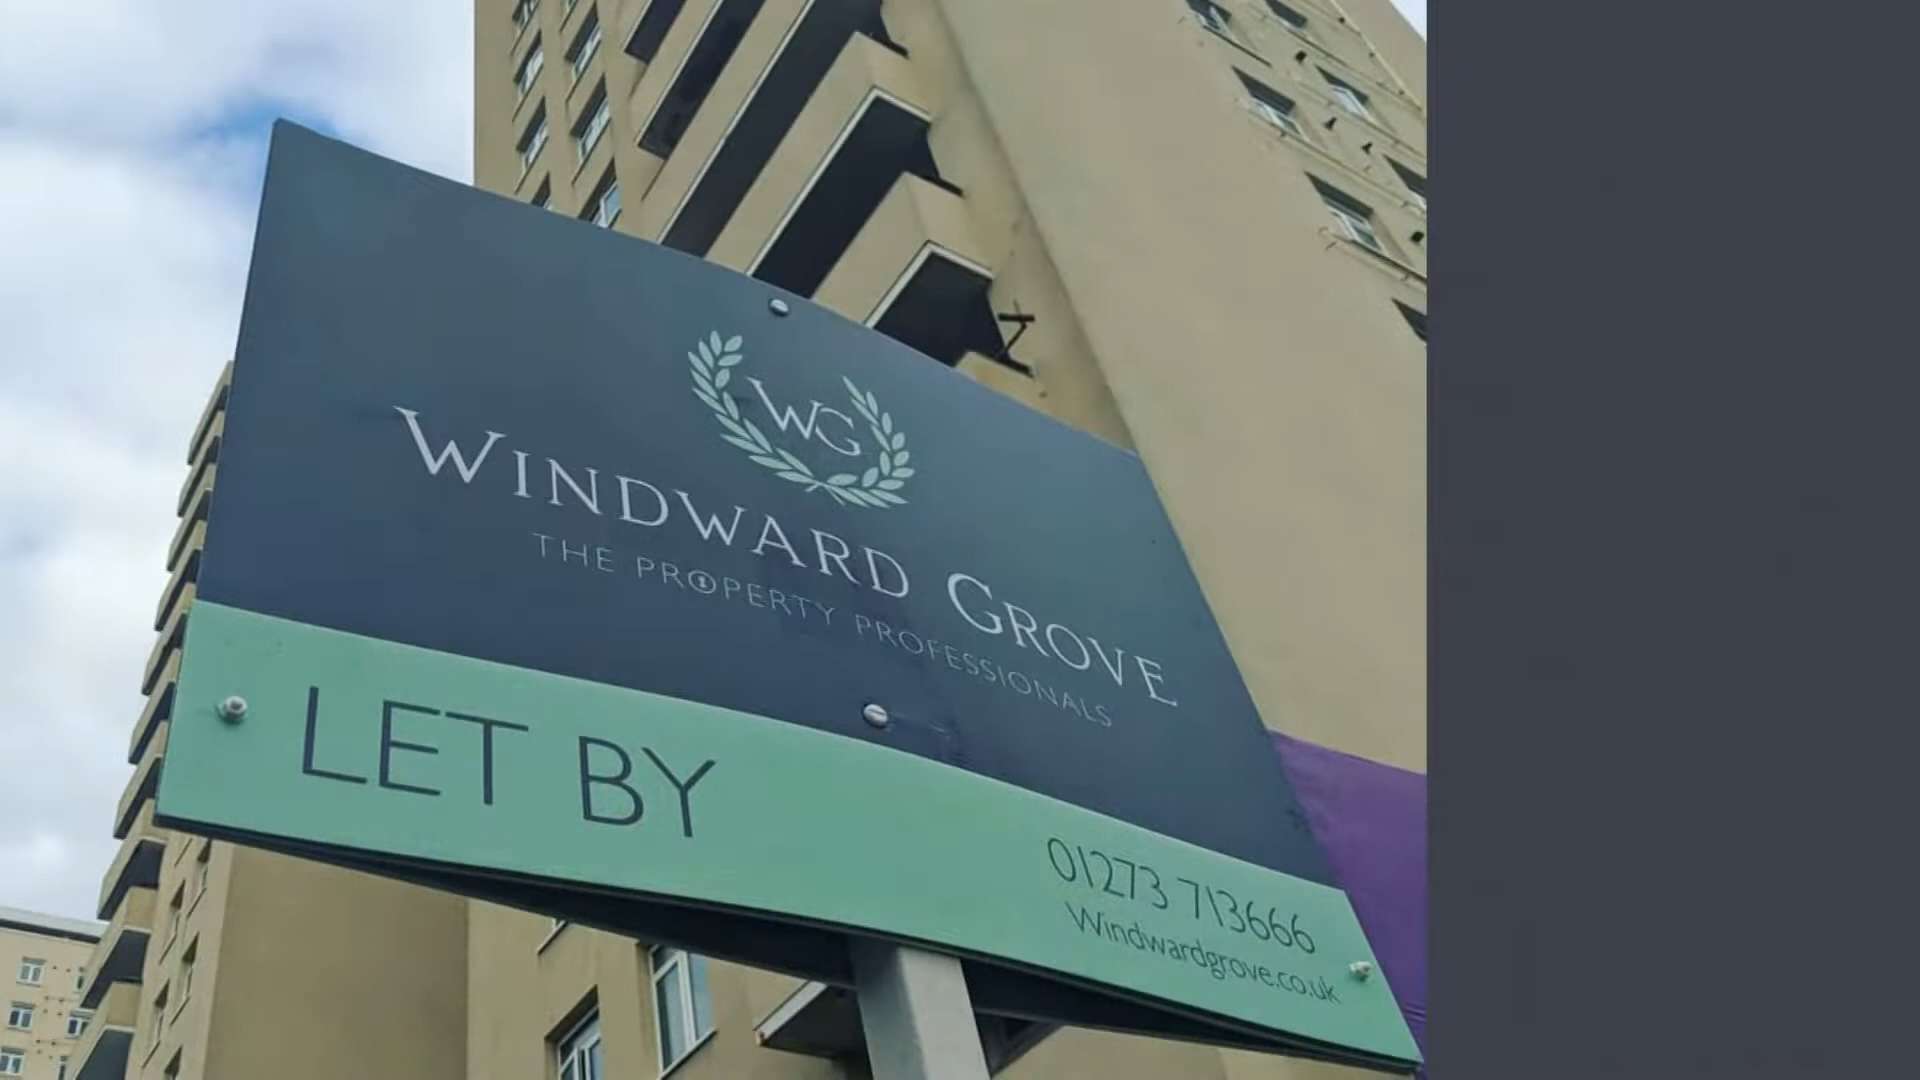 WG
WINDWARD GROVE
THE PROPERTY PROFESSIONALS
LET BY
01273 713666
Windwardgrove.co.uk